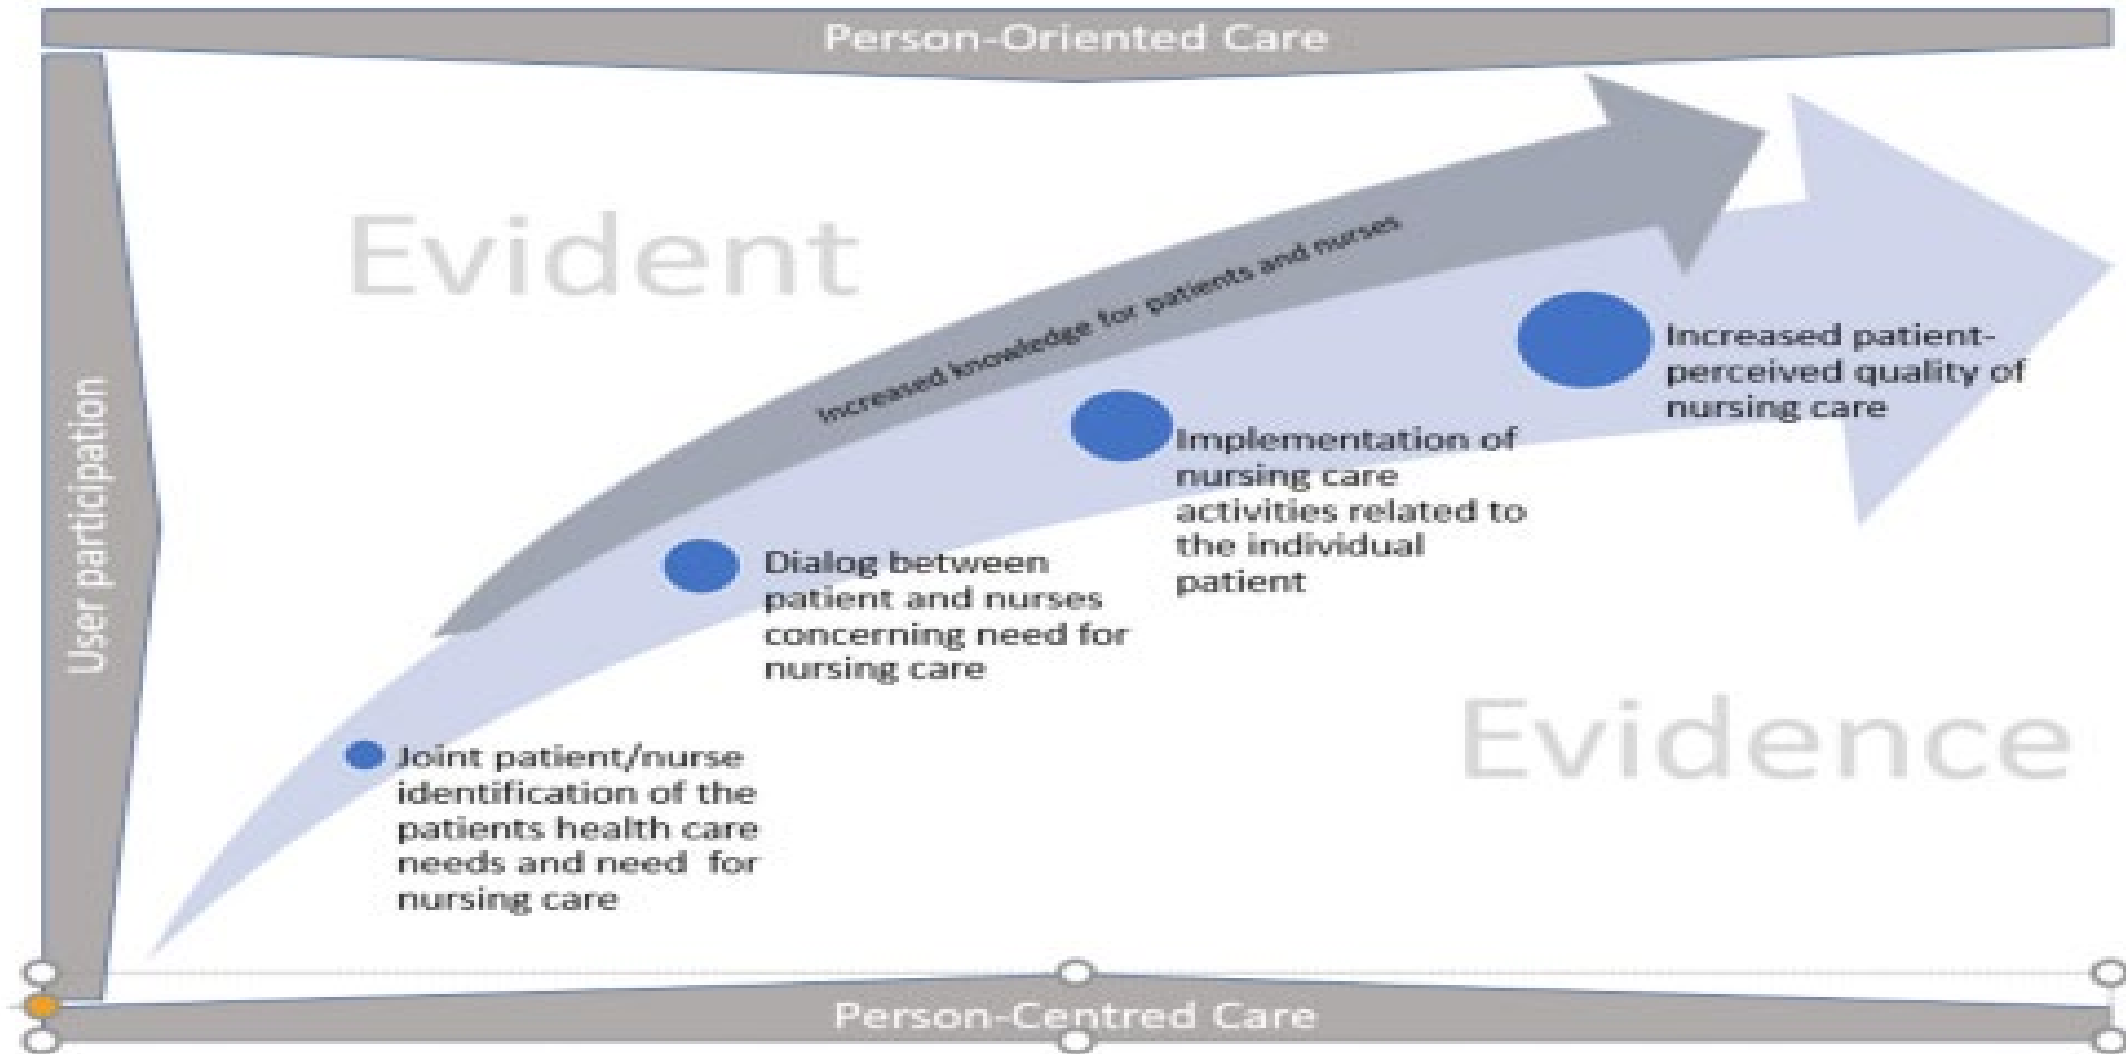 Person-Oriented Care
Evident
Increased knowledge for patients and nurses
User participation
Increased patient-
perceived quality of
nursing care
Implementation of
nursing care
activities related to
the individual
patient
Dialog between
patient and nurses
concerning need for
nursing care
Joint patient/nurse
identification of the
patients health care
needs and need for
nursing care
Evidence
Person-Centred Care